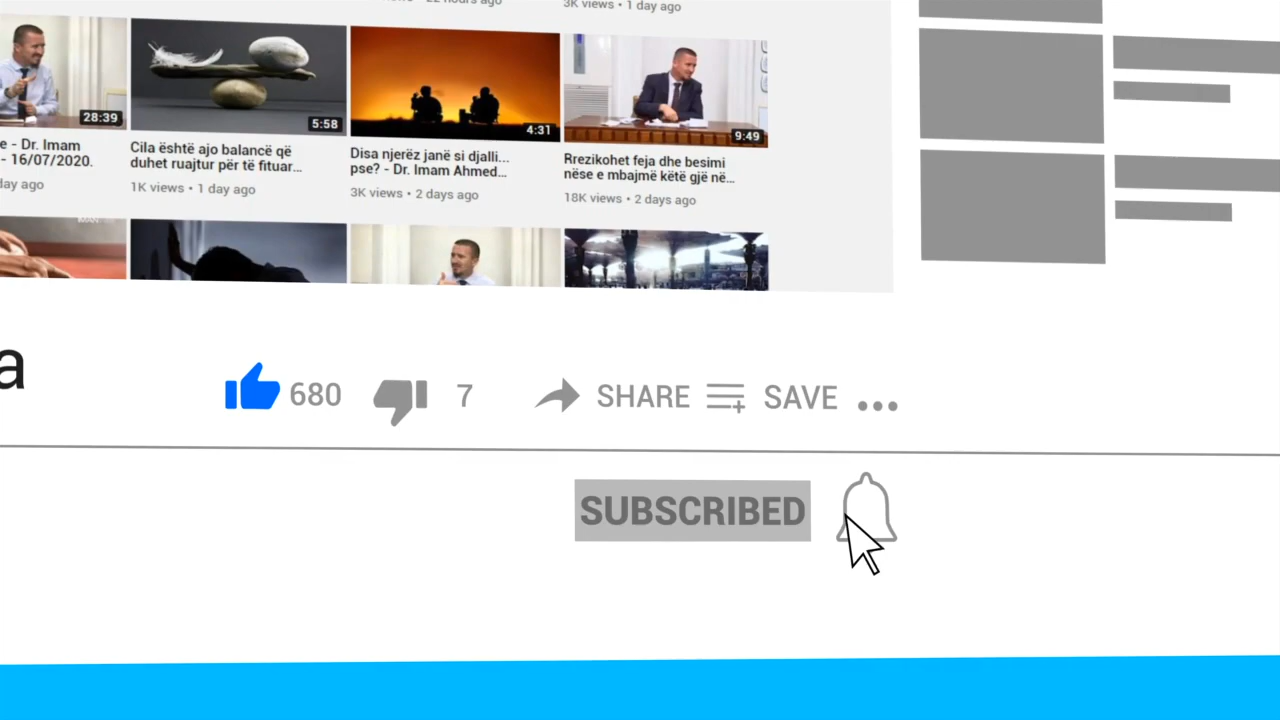 22 hours ago
3K views • 1 day ago
28:39
5:58
4:31
9:49
e - Dr. Imam
- 16/07/2020.
day ago
Cila është ajo balancë që
duhet ruajtur për të fituar...
1K views • 1 day ago
Disa njerëz janë si djalli...
pse? - Dr. Imam Ahmed...
3K views • 2 days ago
Rrezikohet feja dhe besimi
nëse e mbajmë këtë gjë në...
18K views • 2 days ago
a
680
7
SHARE
SAVE
SUBSCRIBED